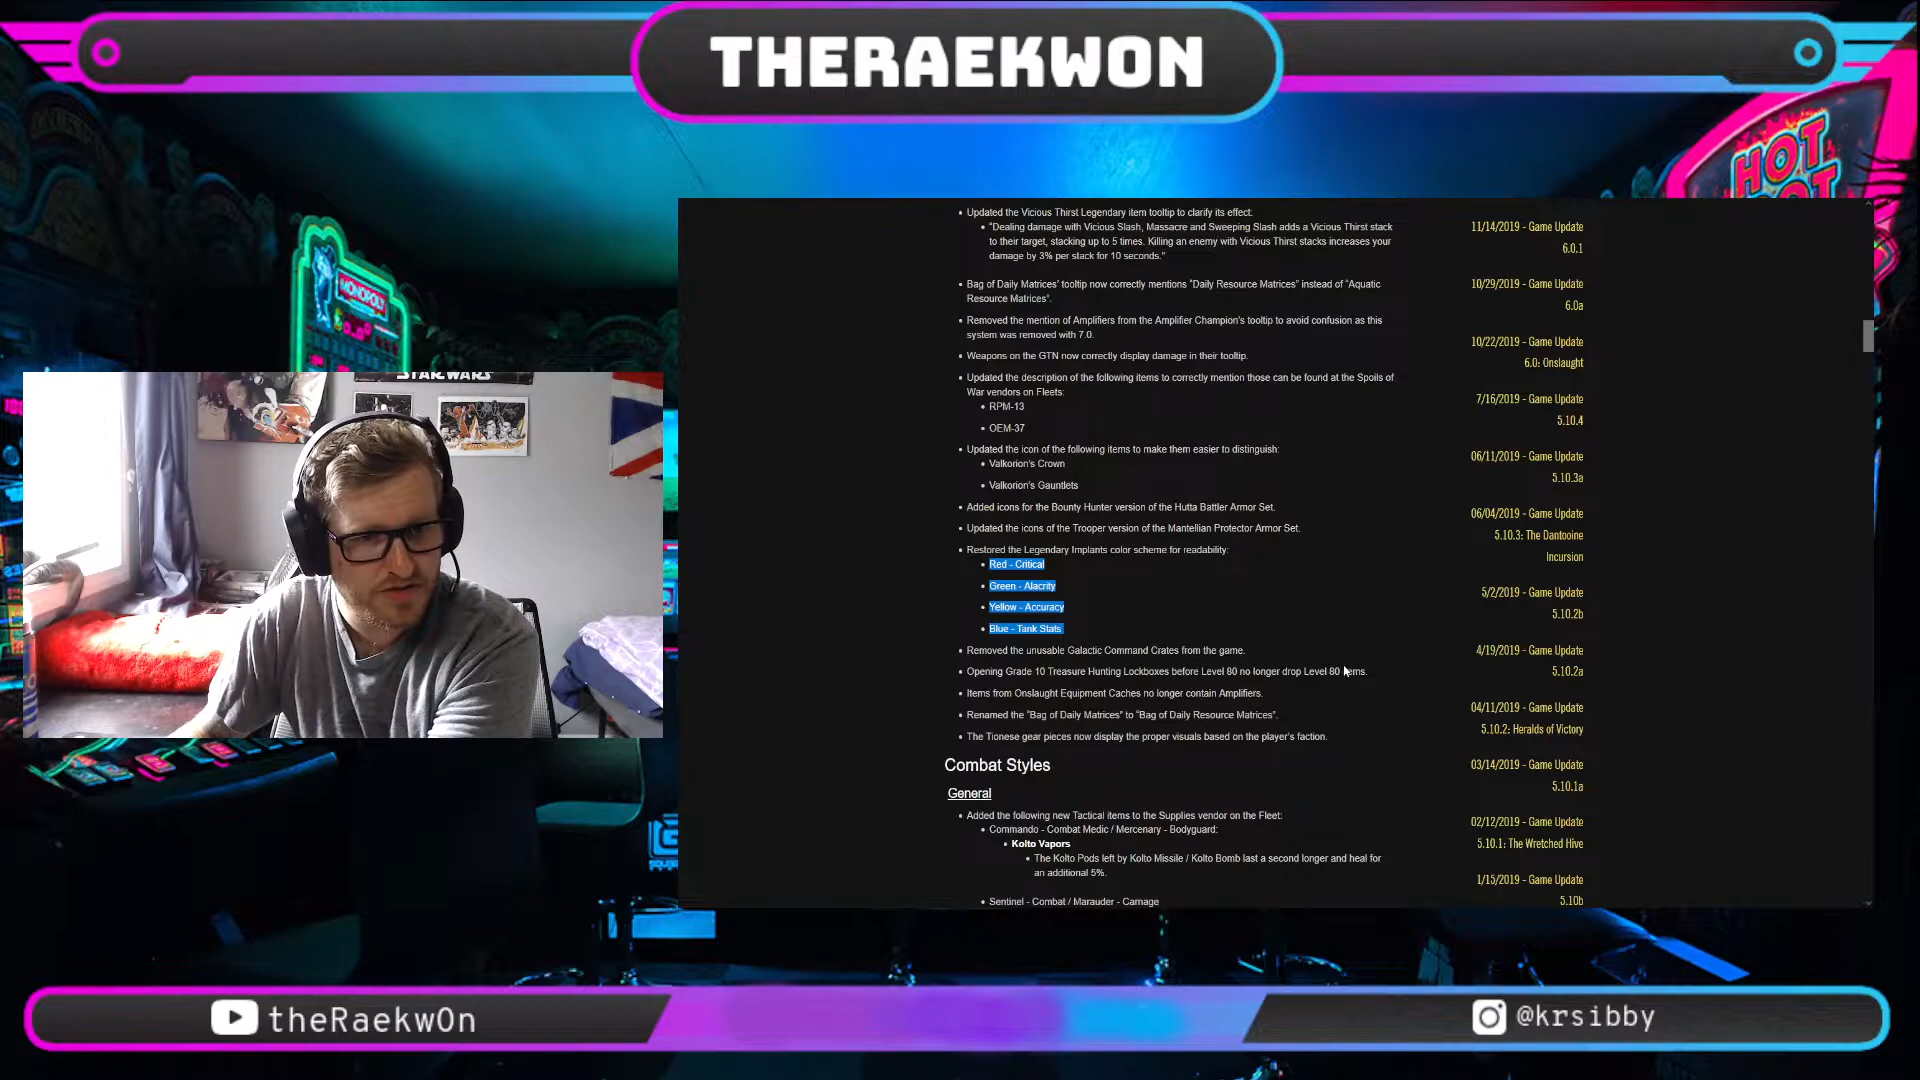 THERAEKWON
HOT
MONOPOLY
STAR WARS
• Updated the Vicious Thirst Legendary item tooltip to clarify its effect:
• "Dealing damage with Vicious Slash, Massacre and Sweeping Slash adds a Vicious Thirst stack
to their target, stacking up to 5 times. Killing an enemy with Vicious Thirst stacks increases your
damage by 3% per stack for 10 seconds."
• Bag of Daily Matrices' tooltip now correctly mentions "Daily Resource Matrices" instead of "Aquatic
Resource Matrices".
• Removed the mention of Amplifiers from the Amplifier Champion's tooltip to avoid confusion as this
system was removed with 7.0.
• Weapons on the GTN now correctly display damage in their tooltip.
• Updated the description of the following items to correctly mention those can be found at the Spoils of
War vendors on Fleets:
• RPM-13
• OEM-37
• Updated the icon of the following items to make them easier to distinguish:
• Valkorion's Crown
• Valkorion's Gauntlets
• Added icons for the Bounty Hunter version of the Hutta Battler Armor Set.
• Updated the icons of the Trooper version of the Mantellian Protector Armor Set.
• Restored the Legendary Implants color scheme for readability:
• Red - Critical
• Green - Alacrity
• Yellow - Accuracy
• Blue - Tank Stats
• Removed the unusable Galactic Command Crates from the game.
• Opening Grade 10 Treasure Hunting Lockboxes before Level 80 no longer drop Level 80 items.
• Items from Onslaught Equipment Caches no longer contain Amplifiers.
• Renamed the "Bag of Daily Matrices" to "Bag of Daily Resource Matrices".
• The Tionese gear pieces now display the proper visuals based on the player's faction.
Combat Styles
General
• Added the following new Tactical items to the Supplies vendor on the Fleet:
• Commando - Combat Medic / Mercenary - Bodyguard:
• Kolto Vapors
• The Kolto Pods left by Kolto Missile / Kolto Bomb last a second longer and heal for
an additional 5%.
• Sentinel - Combat / Marauder - Carnage
11/14/2019 - Game Update
6.0.1
10/29/2019 - Game Update
6.0a
10/22/2019 - Game Update
6.0: Onslaught
7/16/2019 - Game Update
5.10.4
06/11/2019 - Game Update
5.10.3a
06/04/2019 - Game Update
5.10.3: The Dantooine
Incursion
5/2/2019 - Game Update
5.10.2b
4/19/2019 - Game Update
5.10.2a
04/11/2019 - Game Update
5.10.2: Heralds of Victory
03/14/2019 - Game Update
5.10.1a
02/12/2019 - Game Update
5.10.1: The Wretched Hive
1/15/2019 - Game Update
5.10b
theRaekw0n
@krsibby